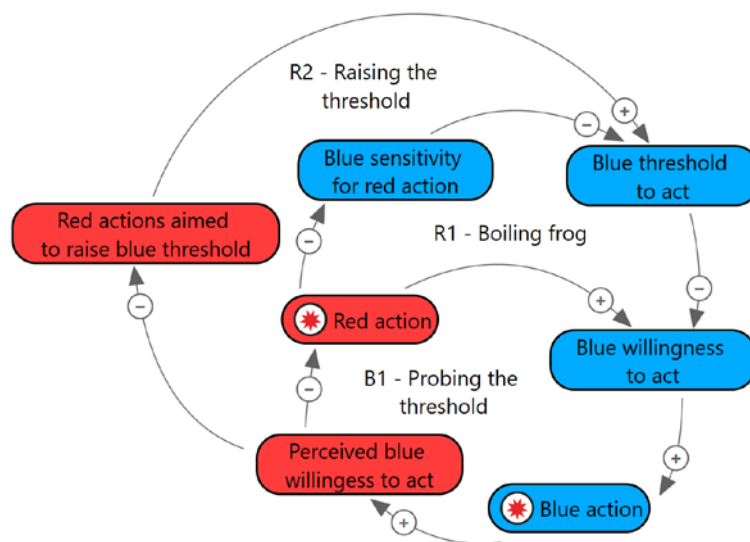 R2 - Raising the
threshold
+
−
Blue sensitivity
for red action
Blue threshold
to act
Red actions aimed
to raise blue threshold
−
R1 - Boiling frog
−
−
+
Red action
Blue willingness
to act
−
B1 - Probing the
threshold
Perceived blue
willingess to act
+
Blue action
+